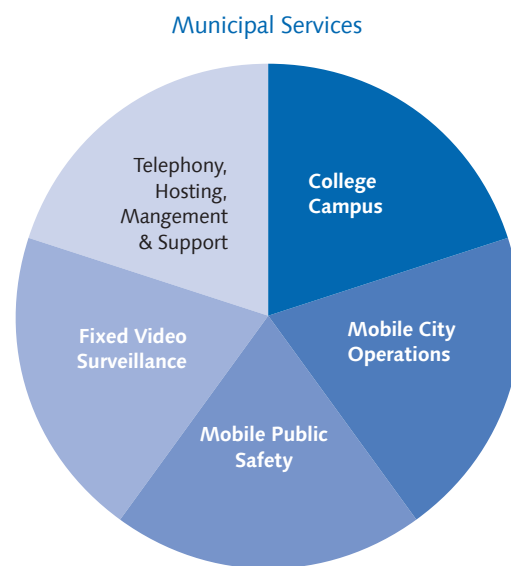 Municipal Services
Telephony,
Hosting,
Mangement
& Support
College
Campus
Mobile City
Operations
Fixed Video
Surveillance
Mobile Public
Safety